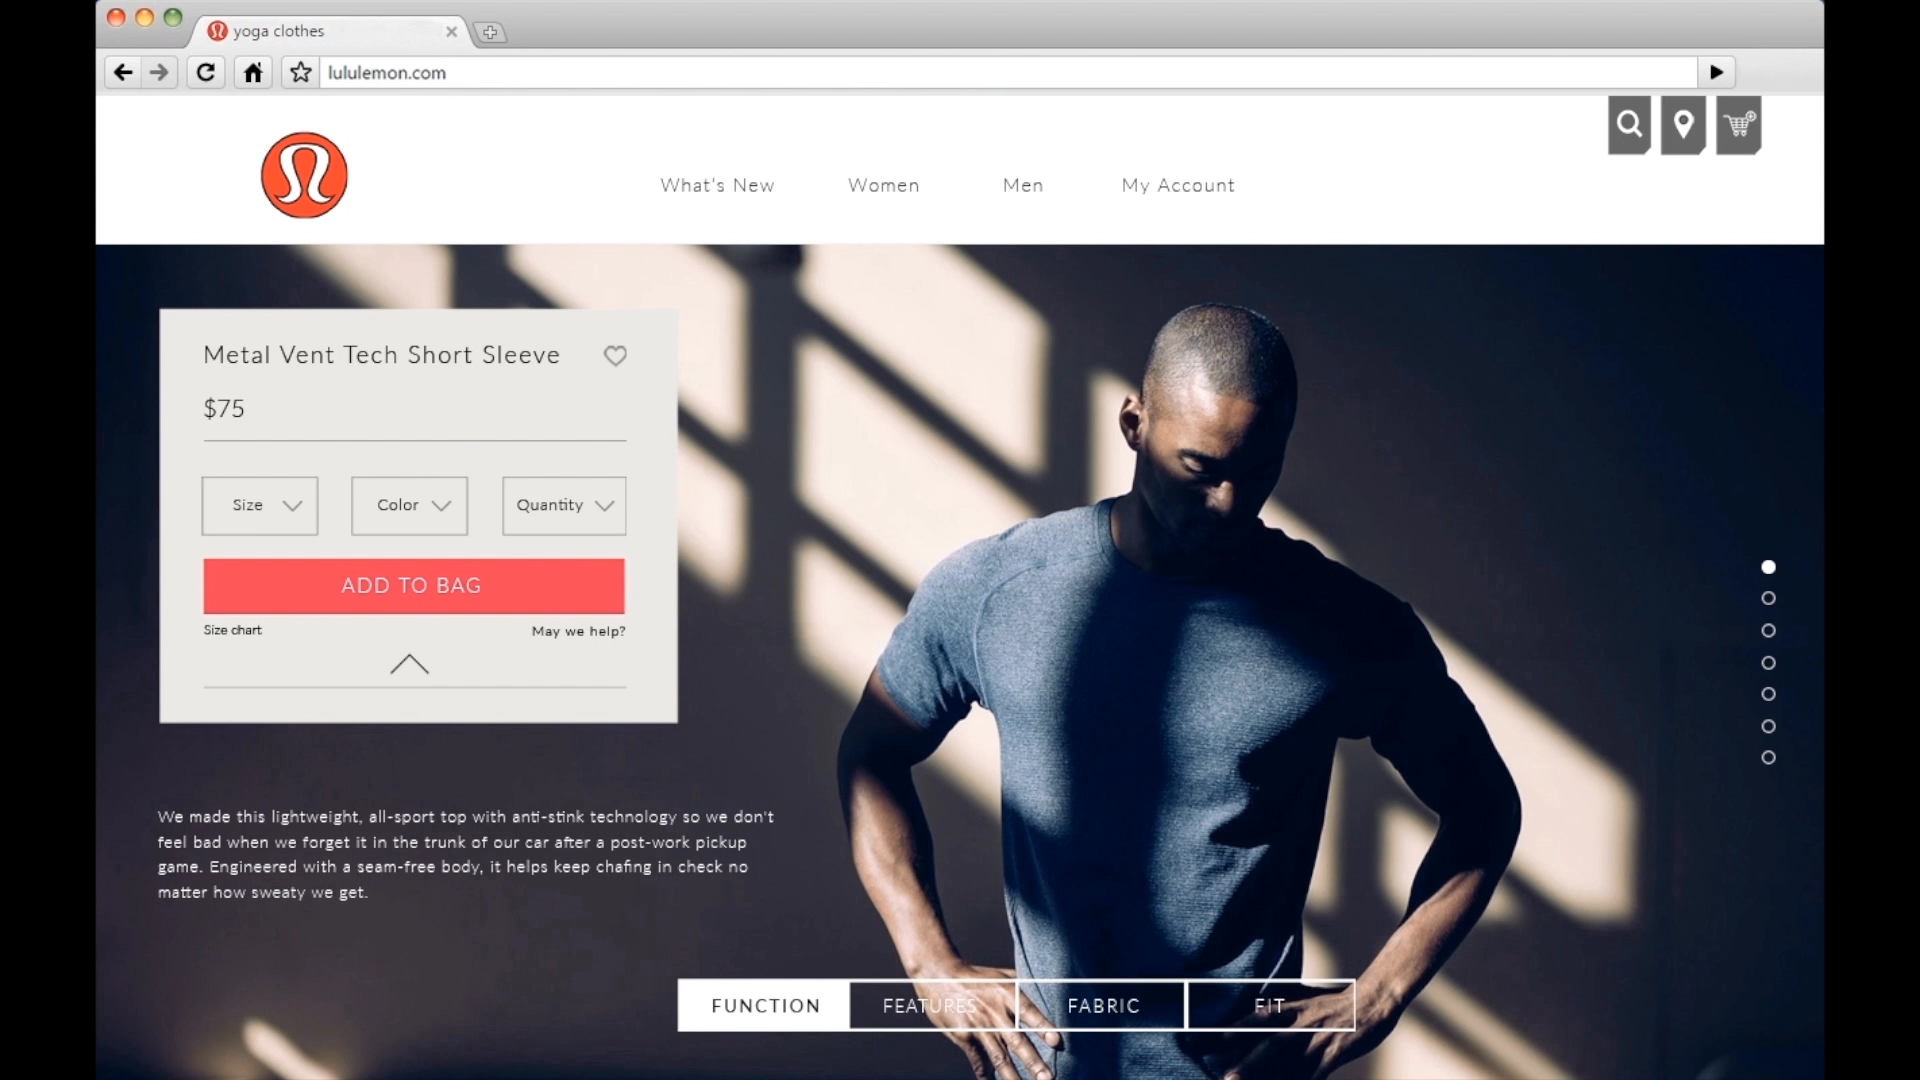 yoga clothes
lululemon.com
What's New
Women
Men
My Account
Metal Vent Tech Short Sleeve
$75
Size
Color
Quantity
ADD TO BAG
Size chart
May we help?
We made this lightweight, all-sport top with anti-stink technology so we don't
feel bad when we forget it in the trunk of our car after a post-work pickup
game. Engineered with a seam-free body, it helps keep chafing in check no
matter how sweaty we get.
FUNCTION
FEATURES
FABRIC
FIT